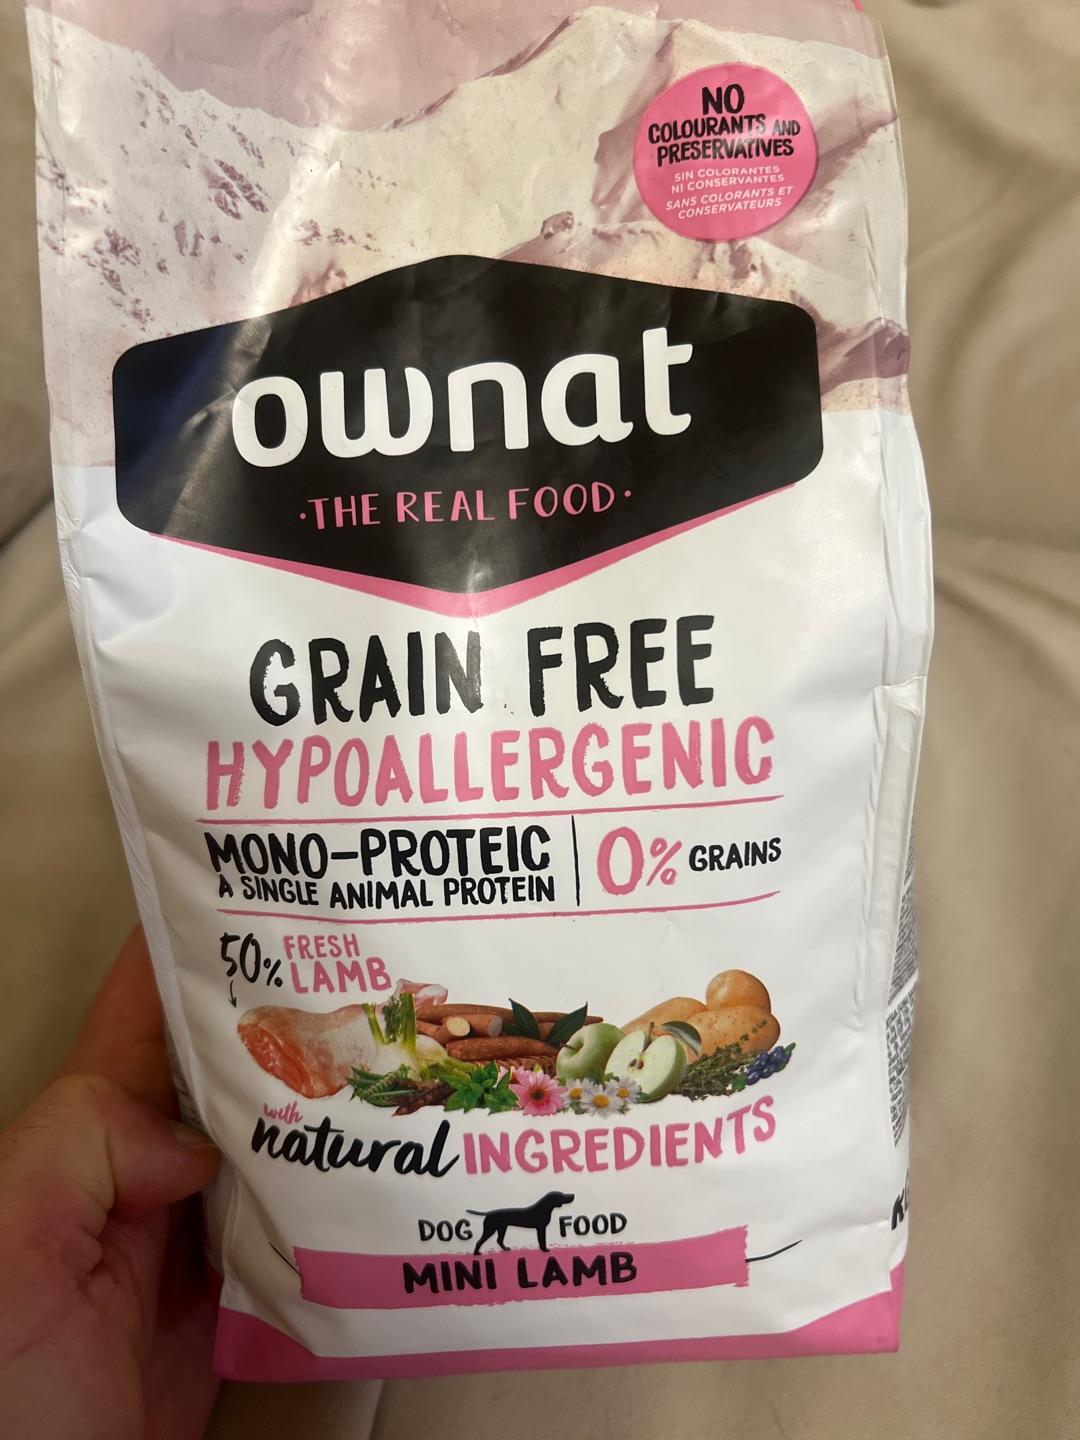 NO
COLOURANTS AND
PRESERVATIVES
SIN COLORANTES
NI CONSERVANTES
SANS COLORANTS ET
CONSERVATEURS
ownat
·THE REAL FOOD·
GRAIN FREE
HYPOALLERGENIC
MONO-PROTEIC
A SINGLE ANIMAL PROTEIN
0% GRAINS
50% FRESH
LAMB
with
natural INGREDIENTS
DOG FOOD
MINI LAMB